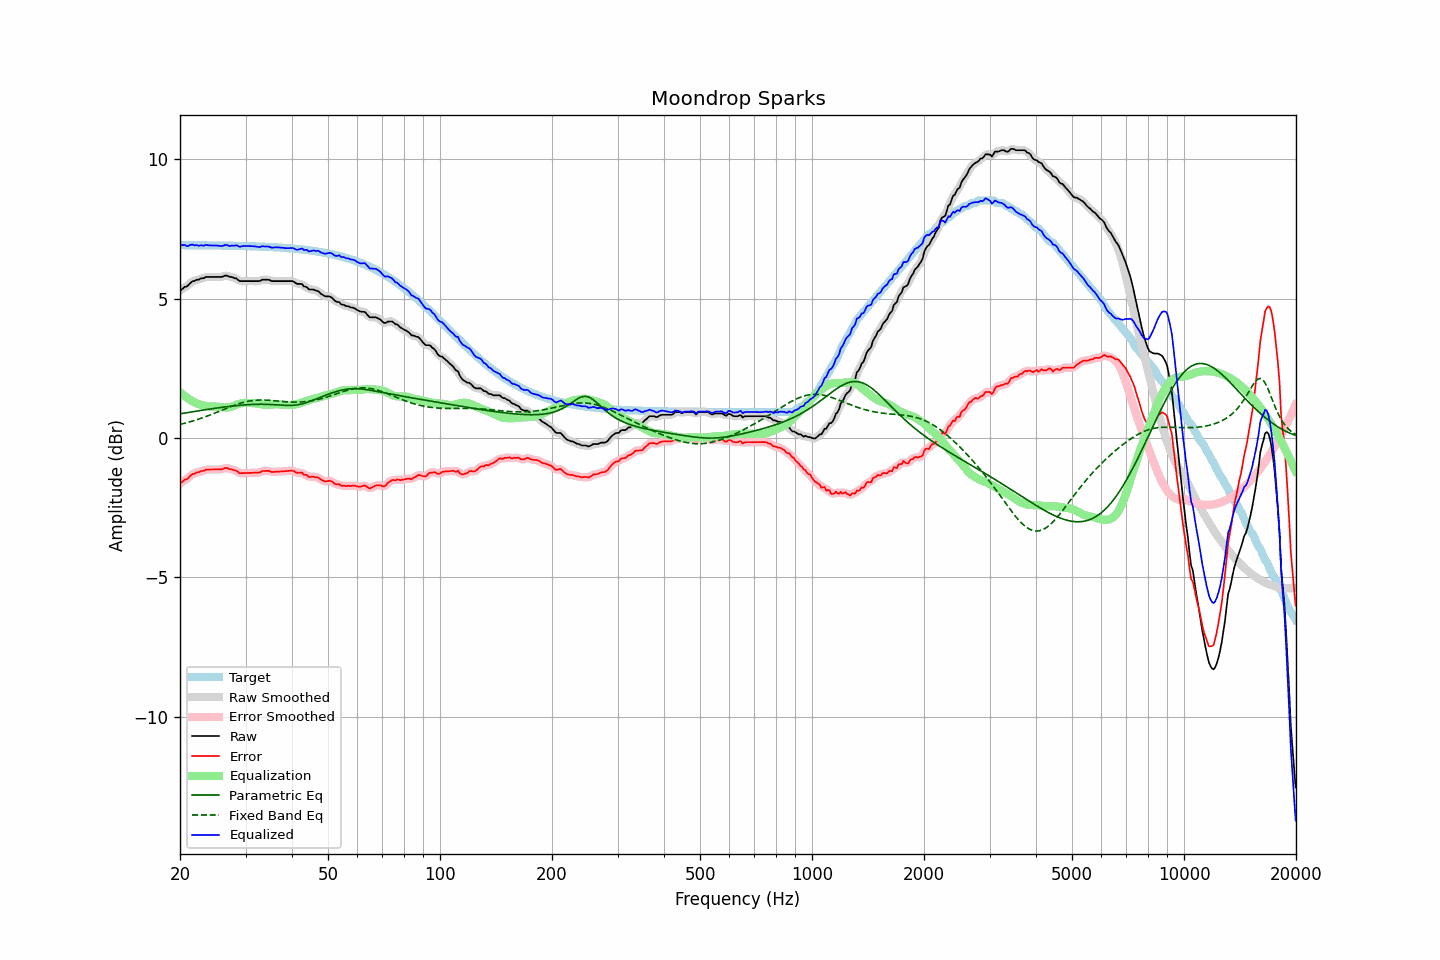 Moondrop Sparks
Amplitude (dBr)
10
5
0
−5
−10
Target
Raw Smoothed
Error Smoothed
Raw
Error
Equalization
Parametric Eq
Fixed Band Eq
Equalized
20 50 100 200 500 1000 2000 5000 10000 20000
Frequency (Hz)